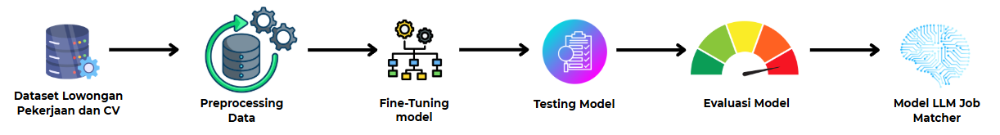 Dataset Lowongan
Pekerjaan dan CV
Preprocessing
Data
Fine-Tuning
model
Testing Model
Evaluasi Model
Model LLM Job
Matcher